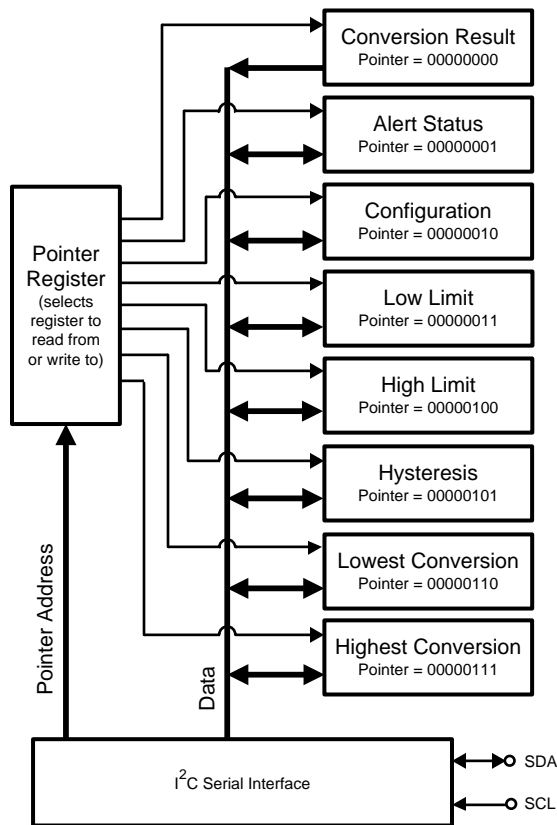 Conversion Result
Pointer = 00000000
Alert Status
Pointer = 00000001
Configuration
Pointer = 00000010
Pointer
Register
(selects
register to
read from
or write to)
Low Limit
Pointer = 00000011
High Limit
Pointer = 00000100
Hysteresis
Pointer = 00000101
Lowest Conversion
Pointer = 00000110
Highest Conversion
Pointer = 00000111
Pointer Address
Data
I²C Serial Interface
SDA
SCL